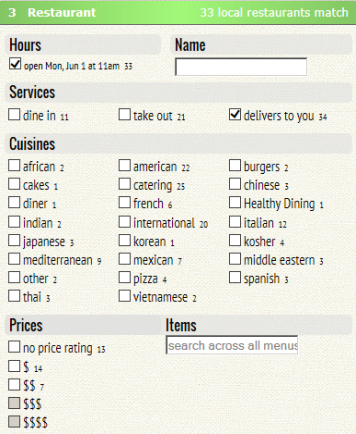 3 Restaurant 33 local restaurants match
Hours Name
open Mon, Jun 1 at 11am 33
Services
dine in 11 take out 21 delivers to you 34
Cuisines
african 2 american 22 burgers 2
cakes 1 catering 25 chinese 3
diner 1 french 6 Healthy Dining 1
indian 2 international 20 italian 12
japanese 3 korean 1 kosher 4
mediterranean 9 mexican 7 middle eastern 3
other 2 pizza 4 spanish 3
thai 3 vietnamese 2
Prices Items
no price rating 13 search across all menus
$ 14
$$ 7
$$$
$$$$